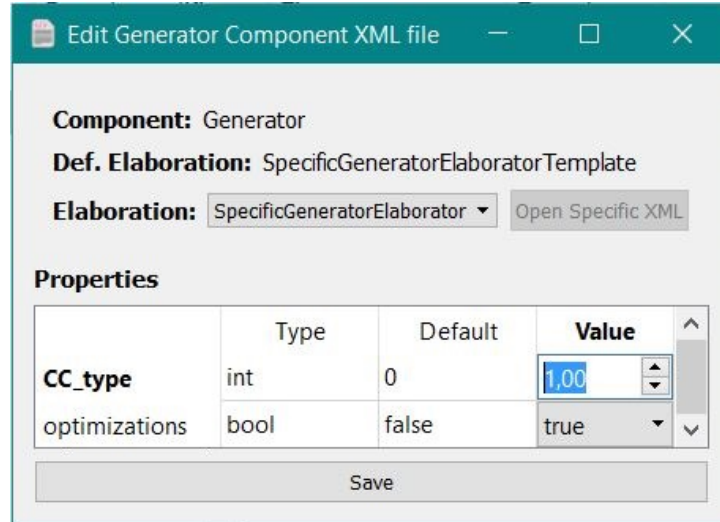 Edit Generator Component XML file
Component: Generator
Def. Elaboration: SpecificGeneratorElaboratorTemplate
Elaboration: SpecificGeneratorElaborator Open Specific XML
Properties
Type Default Value
CC_type int 0 1,00
optimizations bool false true
Save